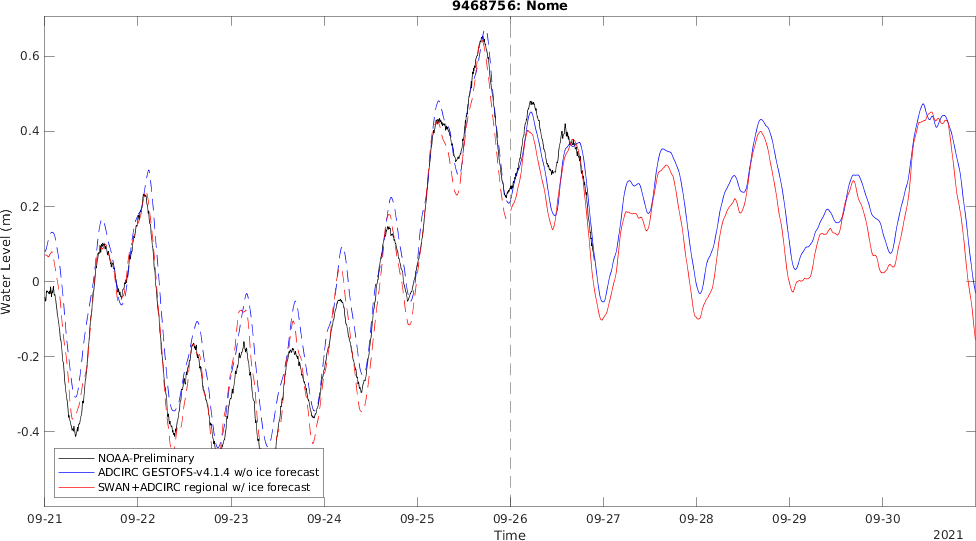 9468756: Nome
Water Level (m)
0.6
0.4
0.2
0
-0.2
-0.4
NOAA-Preliminary
ADCIRC GESTOFS-v4.1.4 w/o ice forecast
SWAN+ADCIRC regional w/ ice forecast
09-21 09-22 09-23 09-24 09-25 09-26 09-27 09-28 09-29 09-30
Time
2021